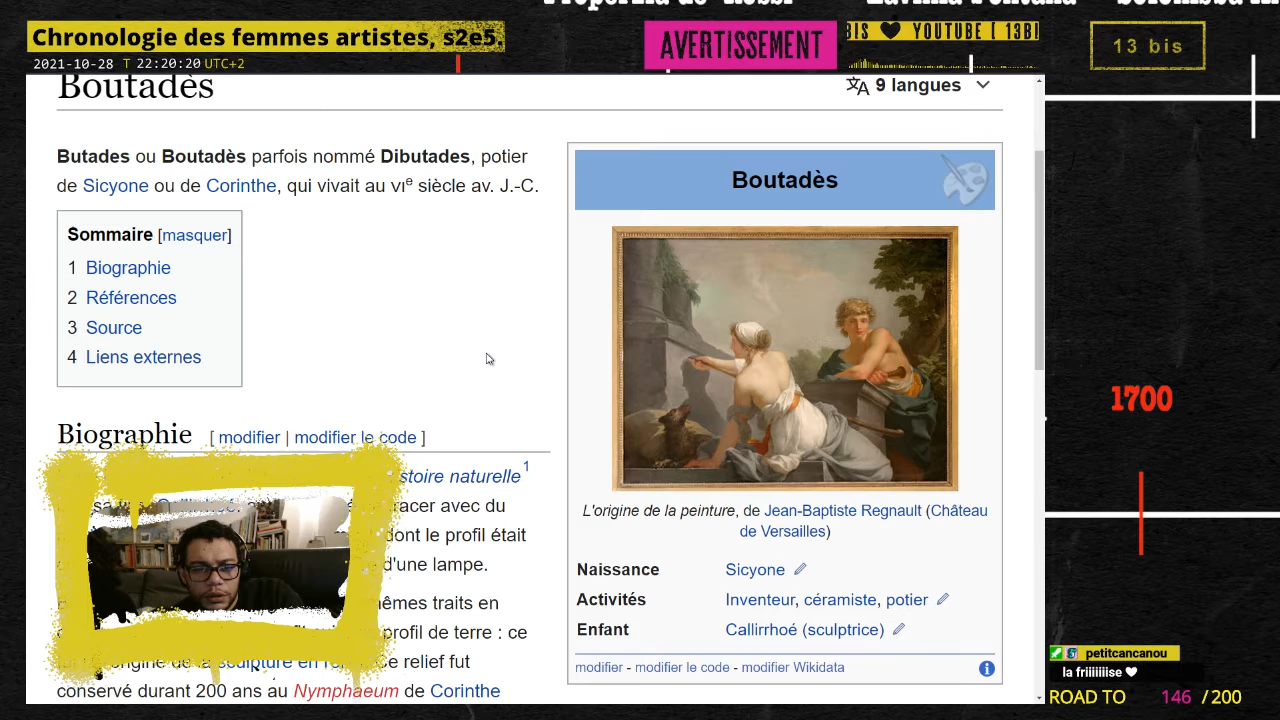 Chronologie des femmes artistes, s2e5
AVERTISSEMENT
BIS YOUTUBE [ 13B
13 bis
2021-10-28 T 22:20:20 UTC+2
Boutadès
9 langues
Butades ou Boutadès parfois nommé Dibutades, potier
de Sicyone ou de Corinthe, qui vivait au VIe siècle av. J.-C.
Sommaire [masquer]
1 Biographie
2 Références
3 Source
4 Liens externes
Biographie [ modifier | modifier le code ]
stoire naturelle1
racer avec du
dont le profil était
d'une lampe.
êmes traits en
profil de terre : ce
sculpture en
e relief fut
conservé durant 200 ans au Nymphaeum de Corinthe
Boutadès
L'origine de la peinture, de Jean-Baptiste Regnault (Château
de Versailles)
Naissance Sicyone
Activités Inventeur, céramiste, potier
Enfant Callirrhoé (sculptrice)
modifier - modifier le code - modifier Wikidata
1700
petitcancanou
la friiiiiise
ROAD TO 146 /200